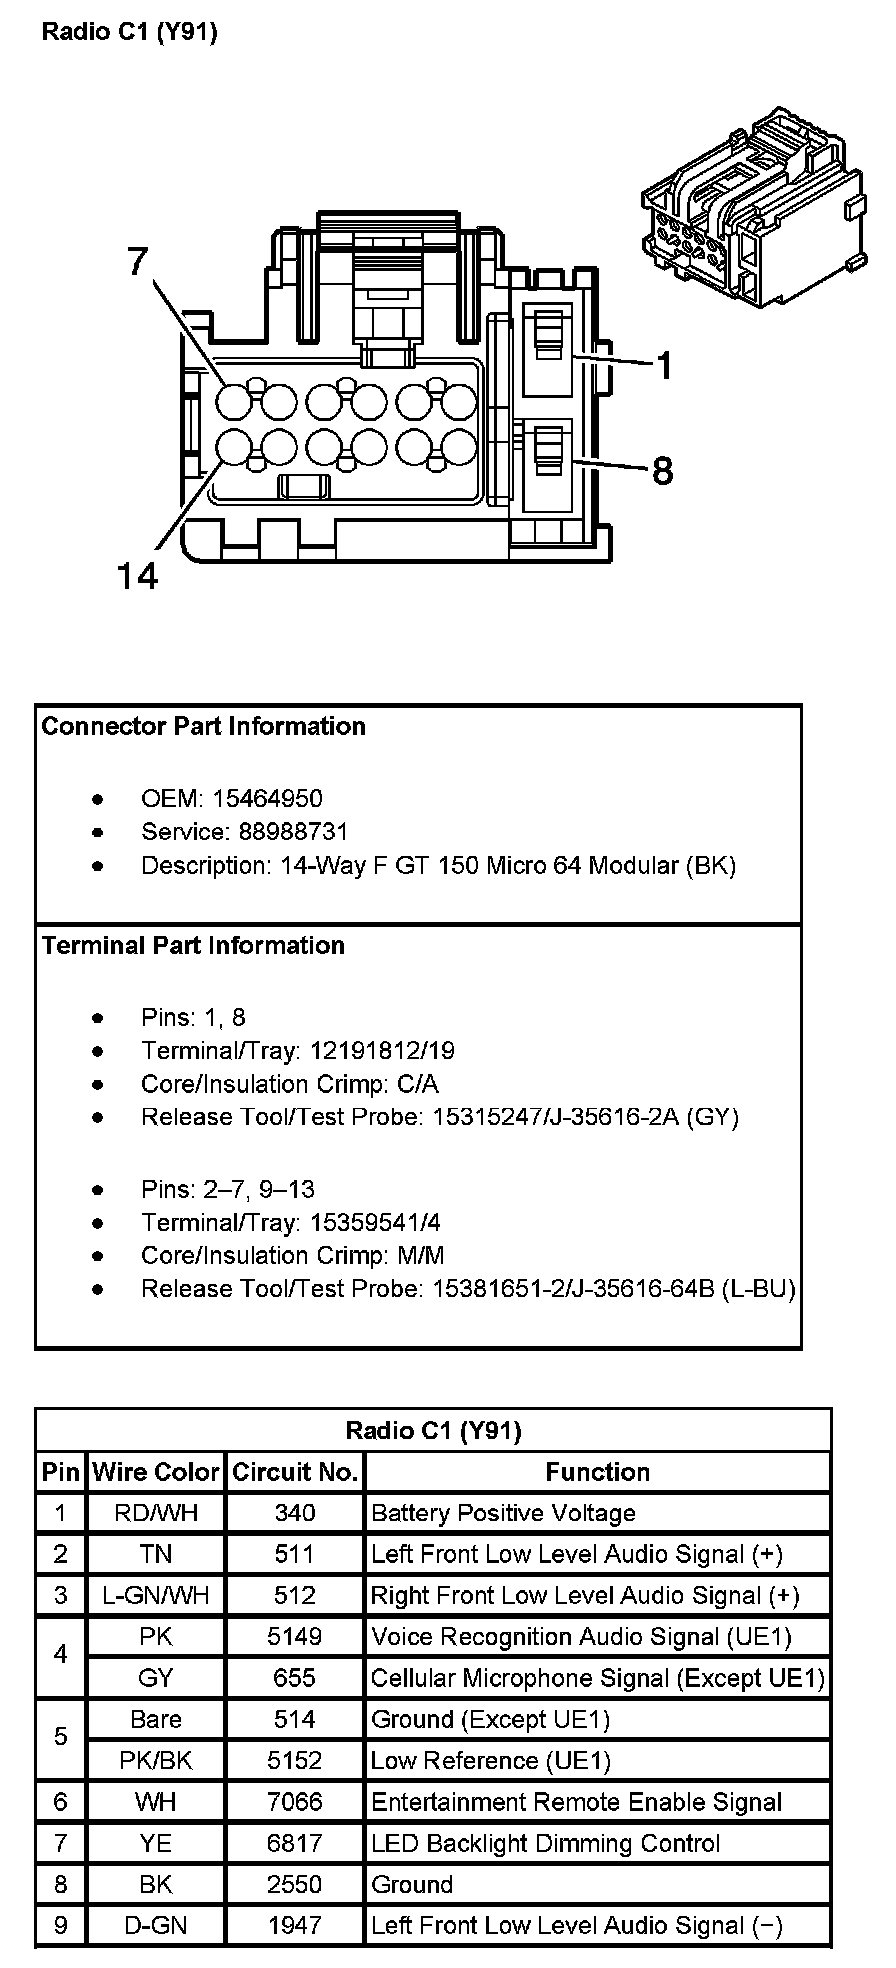 Radio C1 (Y91)
7
1
8
14
Connector Part Information
● OEM: 15464950
● Service: 88988731
● Description: 14-Way F GT 150 Micro 64 Modular (BK)
Terminal Part Information
● Pins: 1, 8
● Terminal/Tray: 12191812/19
● Core/Insulation Crimp: C/A
● Release Tool/Test Probe: 15315247/J-35616-2A (GY)
● Pins: 2–7, 9–13
● Terminal/Tray: 15359541/4
● Core/Insulation Crimp: M/M
● Release Tool/Test Probe: 15381651-2/J-35616-64B (L-BU)
Radio C1 (Y91)
Pin Wire Color Circuit No. Function
1 RD/WH 340 Battery Positive Voltage
2 TN 511 Left Front Low Level Audio Signal (+)
3 L-GN/WH 512 Right Front Low Level Audio Signal (+)
4 PK 5149 Voice Recognition Audio Signal (UE1)
GY 655 Cellular Microphone Signal (Except UE1)
5 Bare 514 Ground (Except UE1)
PK/BK 5152 Low Reference (UE1)
6 WH 7066 Entertainment Remote Enable Signal
7 YE 6817 LED Backlight Dimming Control
8 BK 2550 Ground
9 D-GN 1947 Left Front Low Level Audio Signal (−)